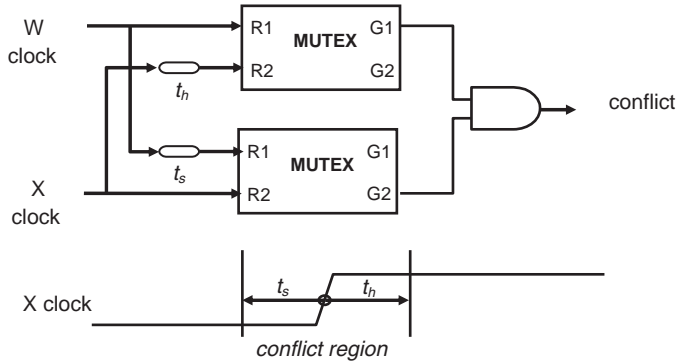 W
clock
R1
MUTEX
G1
R2
G2
t_h
conflict
R1
MUTEX
G1
t_s
R2
G2
X
clock
t_s
t_h
X clock
conflict region